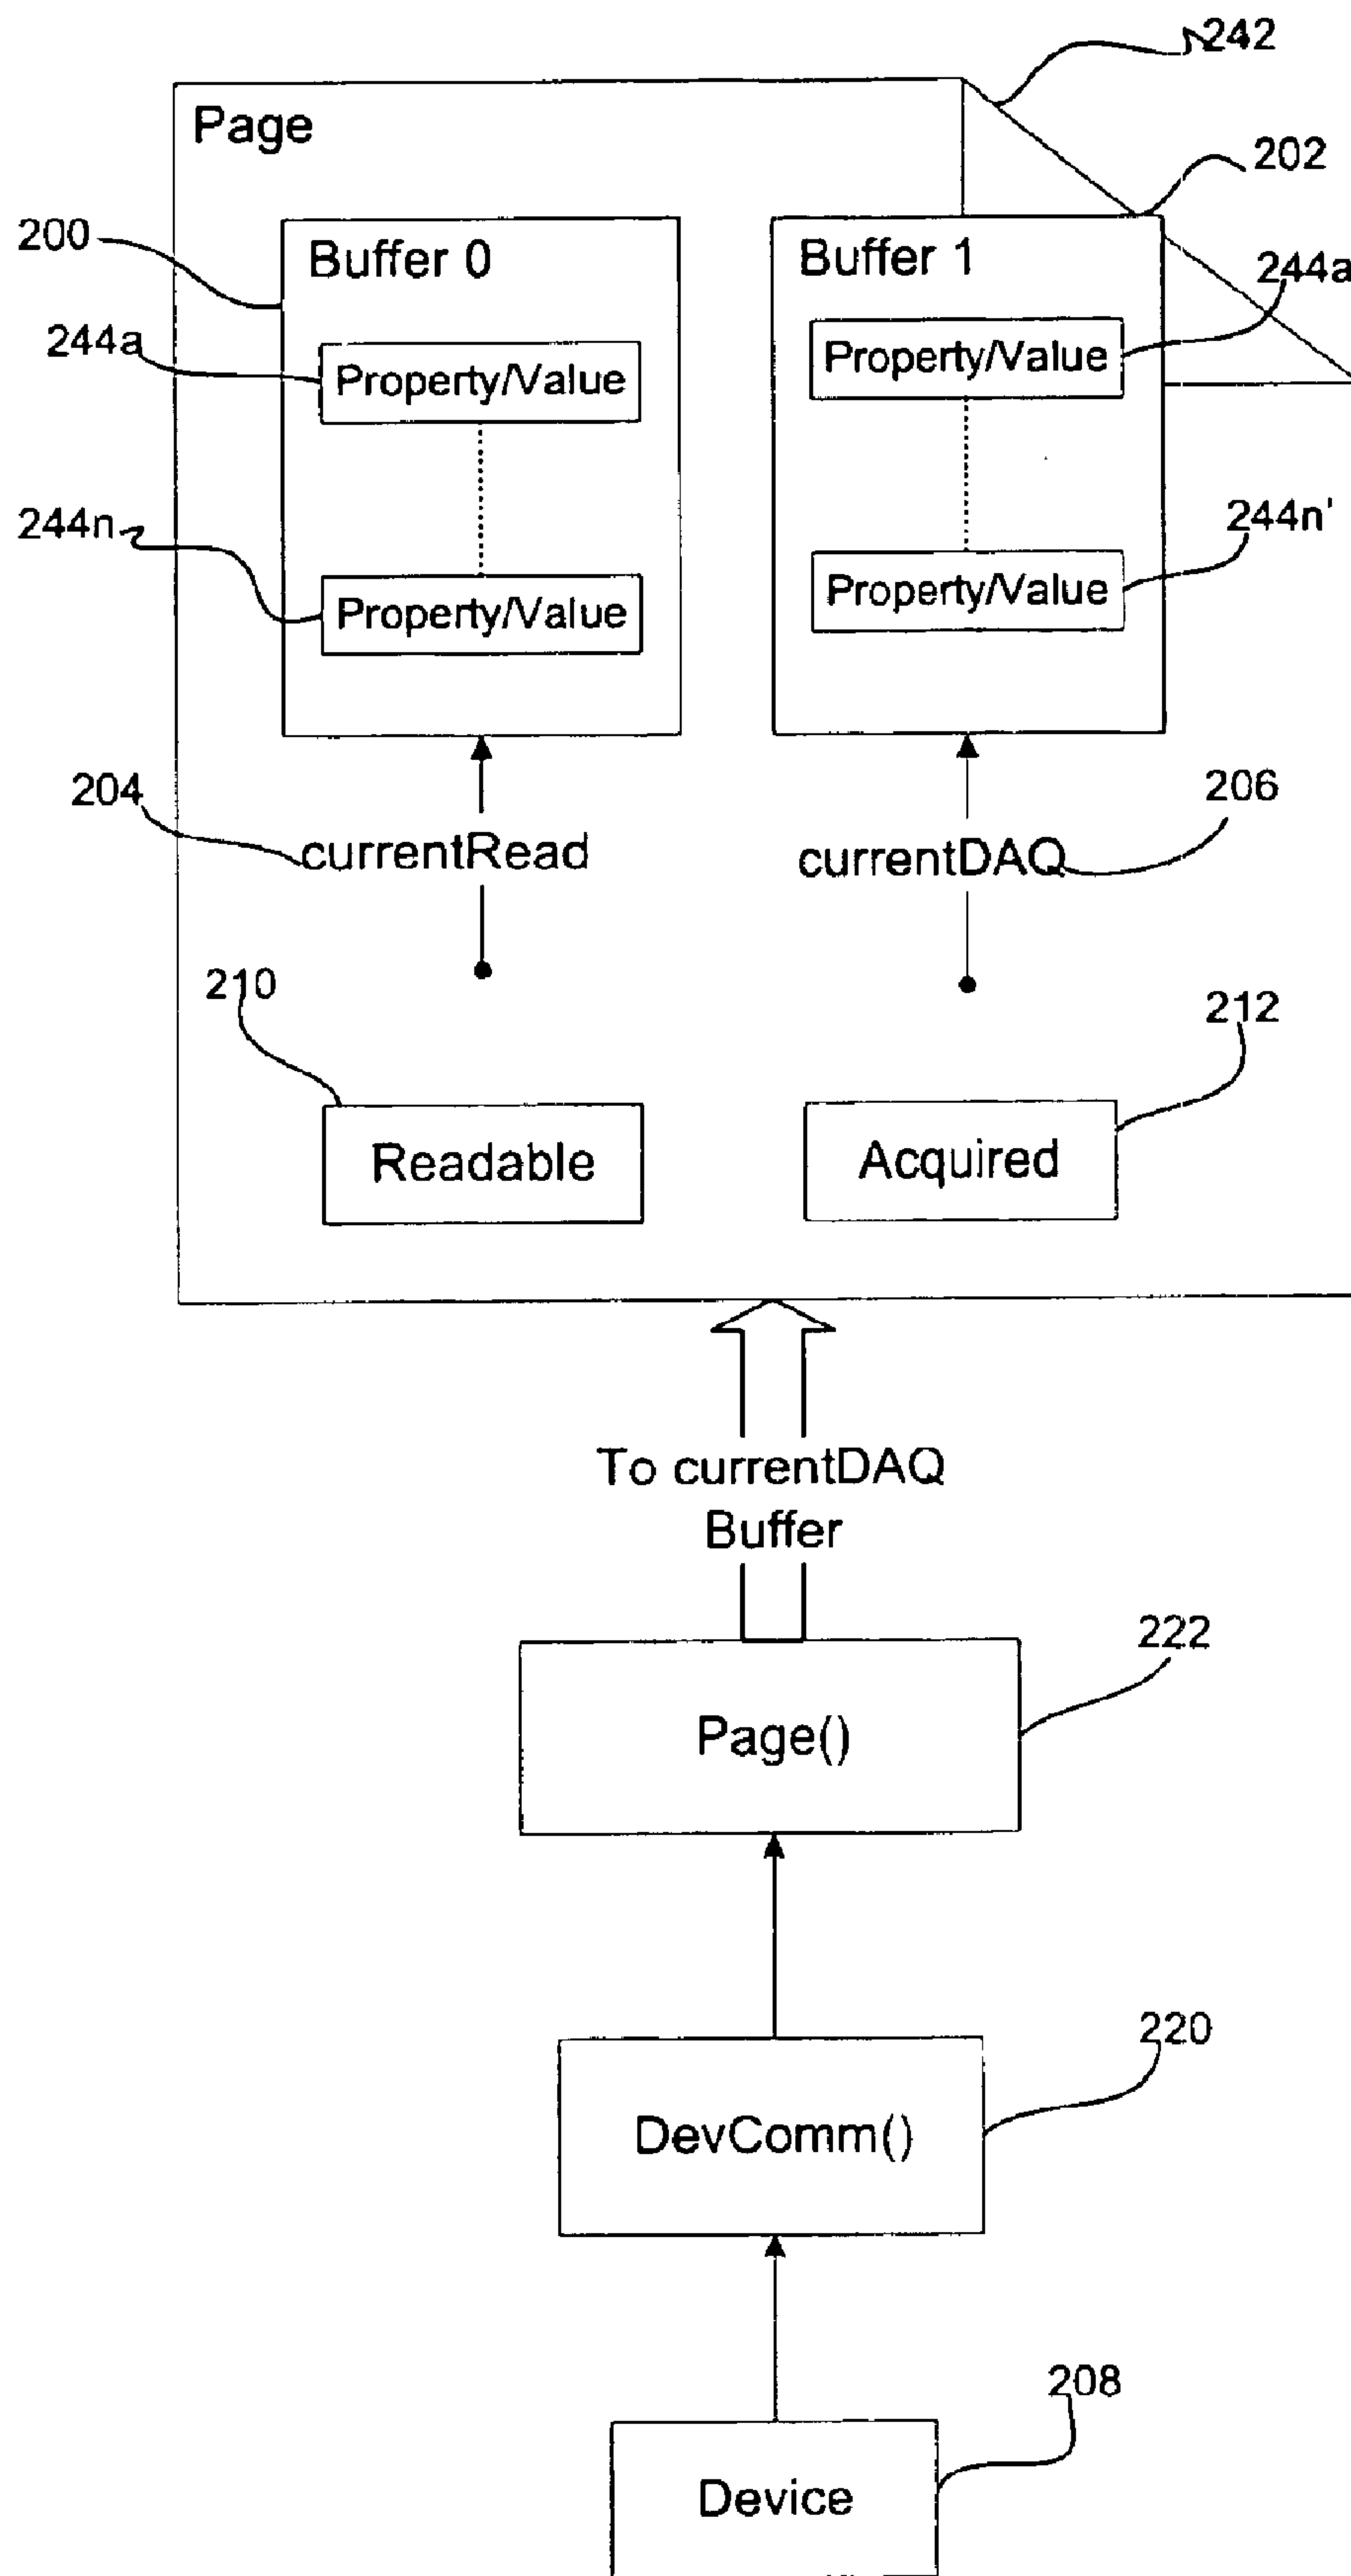 242
Page
202
200
Buffer 0
Buffer 1
244a
244a
Property/Value
Property/Value
244n
244n'
Property/Value
Property/Value
204
206
currentRead
currentDAQ
210
212
Readable
Acquired
To currentDAQ
Buffer
222
Page()
220
DevComm()
208
Device